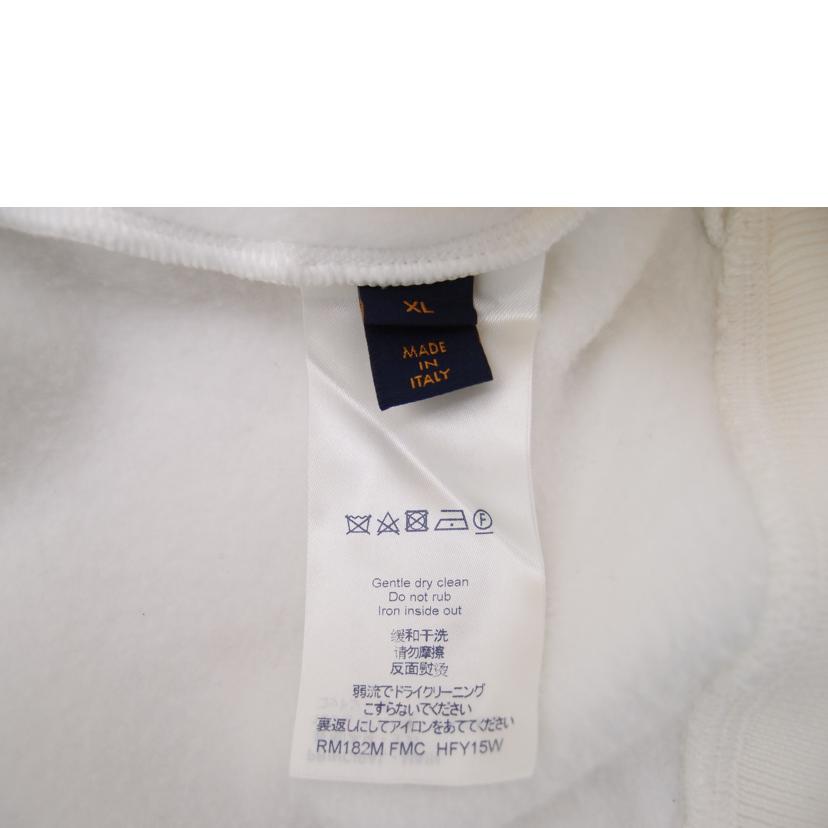 XL
MADE
IN
ITALY
Gentle dry clean
Do not rub
Iron inside out
缓和干洗
请勿摩擦
反面熨烫
弱流でドライクリーニング
こすらないでください
裏返しにしてアイロンをあててください
RM182M FMC HFY15W